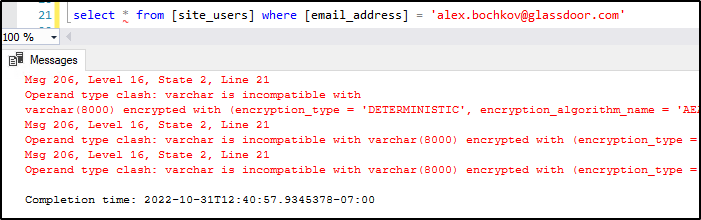 21 select * from [site_users] where [email_address] = 'alex.bochkov@glassdoor.com'
100 %
Messages
Msg 206, Level 16, State 2, Line 21
Operand type clash: varchar is incompatible with
varchar(8000) encrypted with (encryption_type = 'DETERMINISTIC', encryption_algorithm_name = 'AEA
Msg 206, Level 16, State 2, Line 21
Operand type clash: varchar is incompatible with varchar(8000) encrypted with (encryption_type =
Msg 206, Level 16, State 2, Line 21
Operand type clash: varchar is incompatible with varchar(8000) encrypted with (encryption_type =
Completion time: 2022-10-31T12:40:57.9345378-07:00